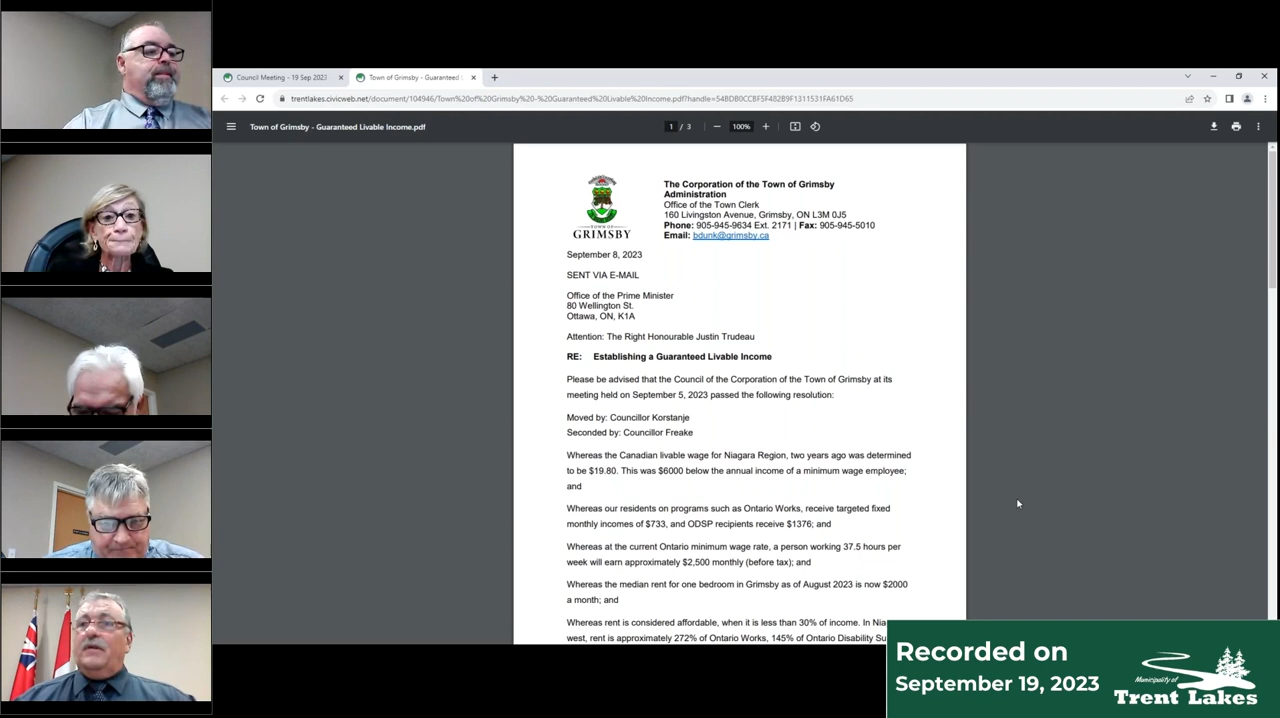 Council Meeting - 19 Sep 2023
Town of Grimsby - Guaranteed L
trentlakes.civicweb.net/document/104946/Town%20of%20Grimsby%20-%20Guaranteed%20Livable%20Income.pdf?handle=54BDB0CCBF5F482B9F1311531FA61D65
Town of Grimsby - Guaranteed Livable Income.pdf
1 / 3
100%
TOWN OF
GRIMSBY
The Corporation of the Town of Grimsby
Administration
Office of the Town Clerk
160 Livingston Avenue, Grimsby, ON L3M 0J5
Phone: 905-945-9634 Ext. 2171 | Fax: 905-945-5010
Email: bdunk@grimsby.ca
September 8, 2023
SENT VIA E-MAIL
Office of the Prime Minister
80 Wellington St.
Ottawa, ON, K1A
Attention: The Right Honourable Justin Trudeau
RE: Establishing a Guaranteed Livable Income
Please be advised that the Council of the Corporation of the Town of Grimsby at its
meeting held on September 5, 2023 passed the following resolution:
Moved by: Councillor Korstanje
Seconded by: Councillor Freake
Whereas the Canadian livable wage for Niagara Region, two years ago was determined
to be $19.80. This was $6000 below the annual income of a minimum wage employee;
and
Whereas our residents on programs such as Ontario Works, receive targeted fixed
monthly incomes of $733, and ODSP recipients receive $1376; and
Whereas at the current Ontario minimum wage rate, a person working 37.5 hours per
week will earn approximately $2,500 monthly (before tax); and
Whereas the median rent for one bedroom in Grimsby as of August 2023 is now $2000
a month; and
Whereas rent is considered affordable, when it is less than 30% of income. In Nia
west, rent is approximately 272% of Ontario Works, 145% of Ontario Disability Su
Recorded on
September 19, 2023
Municipality of
Trent Lakes